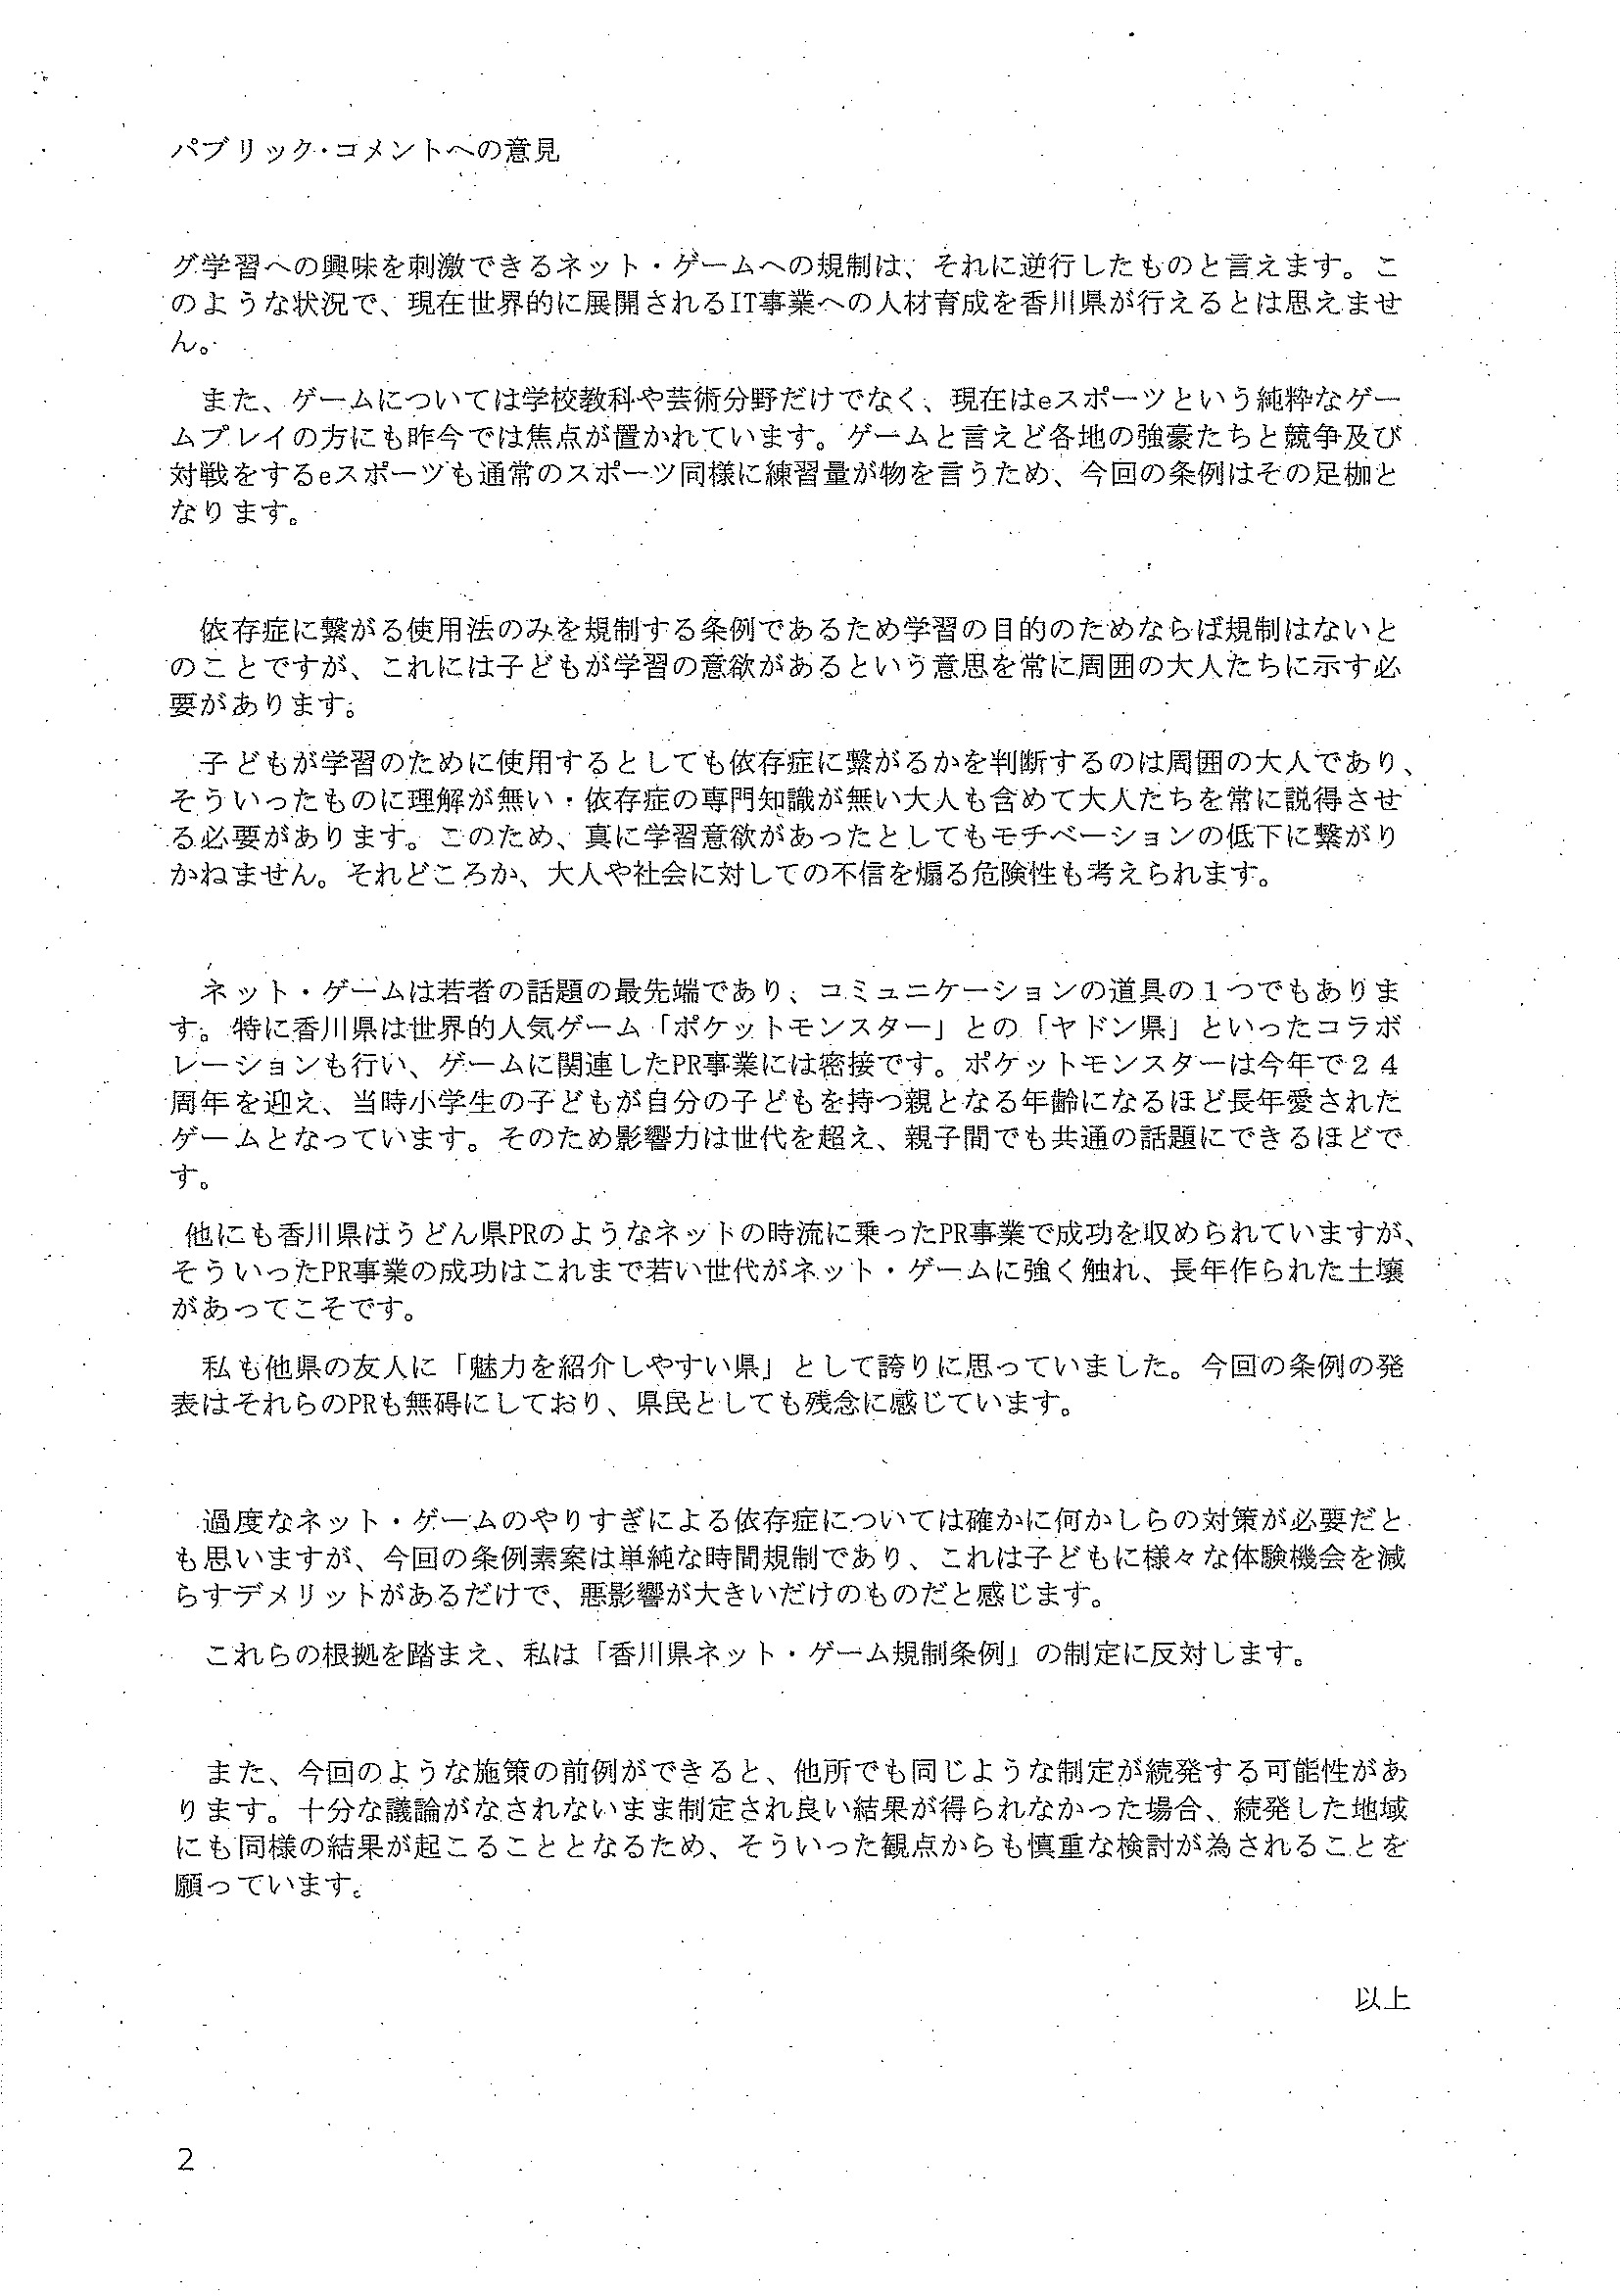 パブリック・コメントへの意見
グ学習への興味を刺激できるネット・ゲームへの規制は、それに逆行したものと言えます。こ
のような状況で、現在世界的に展開されるIT事業への人材育成を香川県が行えるとは思えませ
ん。
また、ゲームについては学校教科や芸術分野だけでなく、現在はeスポーツという純粋なゲー
ムプレイの方にも昨今では焦点が置かれています。ゲームと言えど各地の強豪たちと競争及び
対戦をするeスポーツも通常のスポーツ同様に練習量が物を言うため、今回の条例はその足枷と
なります。
依存症に繋がる使用法のみを規制する条例であるため学習の目的のためならば規制はないと
のことですが、これには子どもが学習の意欲があるという意思を常に周囲の大人たちに示す必
要があります。
子どもが学習のために使用するとしても依存症に繋がるかを判断するのは周囲の大人であり、
そういったものに理解が無い・依存症の専門知識が無い大人も含めて大人たちを常に説得させ
る必要があります。このため、真に学習意欲があったとしてもモチベーションの低下に繋がり
かねません。それどころか、大人や社会に対しての不信を煽る危険性も考えられます。
ネット・ゲームは若者の話題の最先端であり、コミュニケーションの道具の１つでもありま
す。特に香川県は世界的人気ゲーム「ポケットモンスター」との「ヤドン県」といったコラボ
レーションも行い、ゲームに関連したPR事業には密接です。ポケットモンスターは今年で２４
周年を迎え、当時小学生の子どもが自分の子どもを持つ親となる年齢になるほど長年愛された
ゲームとなっています。そのため影響力は世代を超え、親子間でも共通の話題にできるほどで
す。
他にも香川県はうどん県PRのようなネットの時流に乗ったPR事業で成功を収められていますが、
そういったPR事業の成功はこれまで若い世代がネット・ゲームに強く触れ、長年作られた土壌
があってこそです。
私も他県の友人に「魅力を紹介しやすい県」として誇りに思っていました。今回の条例の発
表はそれらのPRも無碍にしており、県民としても残念に感じています。
過度なネット・ゲームのやりすぎによる依存症については確かに何かしらの対策が必要だと
も思いますが、今回の条例素案は単純な時間規制であり、これは子どもに様々な体験機会を減
らすデメリットがあるだけで、悪影響が大きいだけのものだと感じます。
これらの根拠を踏まえ、私は「香川県ネット・ゲーム規制条例」の制定に反対します。
また、今回のような施策の前例ができると、他所でも同じような制定が続発する可能性があ
ります。十分な議論がなされないまま制定され良い結果が得られなかった場合、続発した地域
にも同様の結果が起こることとなるため、そういった観点からも慎重な検討が為されることを
願っています。
以上
2